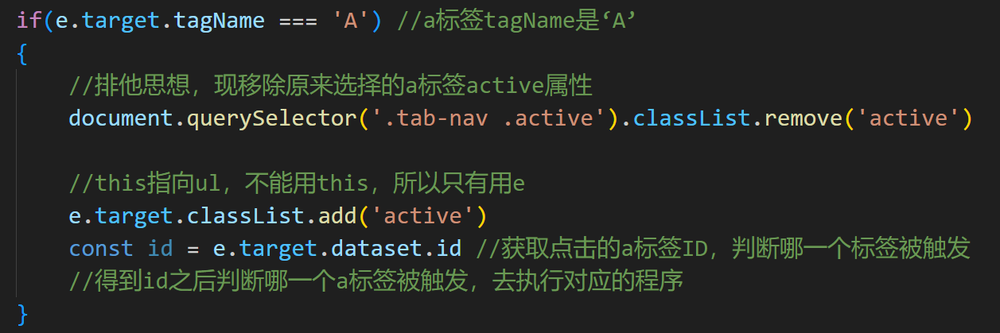 if(e.target.tagName === 'A') //a标签tagName是‘A’
{
//排他思想，现移除原来选择的a标签active属性
document.querySelector('.tab-nav .active').classList.remove('active')
//this指向ul，不能用this，所以只有用e
e.target.classList.add('active')
const id = e.target.dataset.id //获取点击的a标签ID，判断哪一个标签被触发
//得到id之后判断哪一个a标签被触发，去执行对应的程序
}